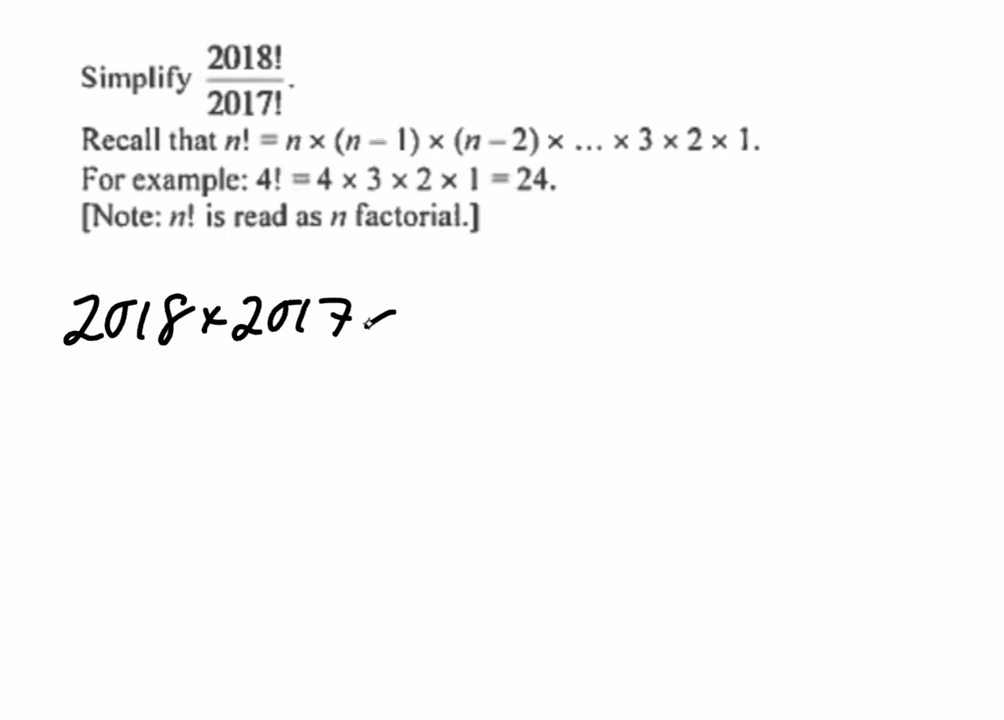 Simplify 2018!/2017!.
Recall that n! = n × (n – 1) × (n – 2) × ... × 3 × 2 × 1.
For example: 4! = 4 × 3 × 2 × 1 = 24.
[Note: n! is read as n factorial.]
2018×2017